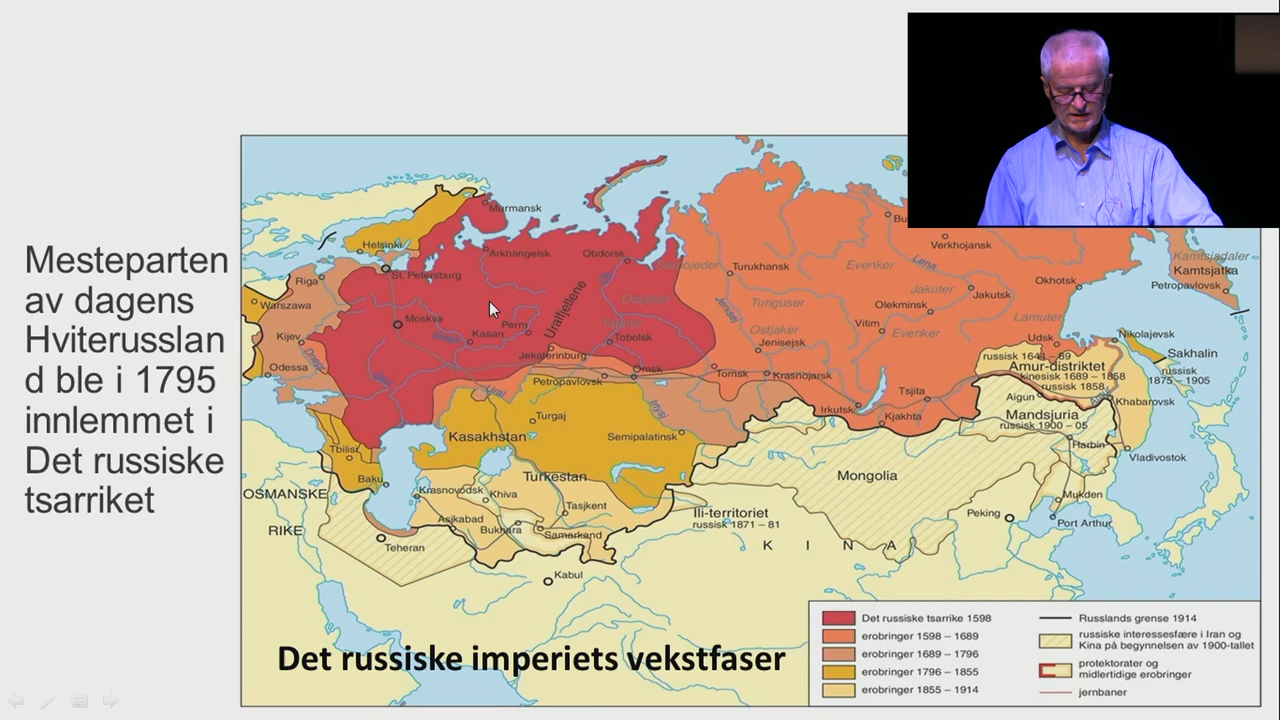 Mesteparten
av dagens
Hviterusslan
d ble i 1795
innlemmet i
Det russiske
tsarriket
Murmansk
Helsinki
Arkhangelsk
Obdorsk
St. Petersburg
Riga
Warszawa
Moskva
Kijev
Dnepr
Odessa
Kasan
Perm
Uralfjellene
Jekaterinburg
Tobolsk
Petropavlovsk
Omsk
Ural
Irtysj
Tomsk
Krasnojarsk
Turukhansk
Jenisej
Tunguser
Ostjaker
Jenisejsk
Evenker
Lena
Verkhojansk
Jakuter
Jakutsk
Olekminsk
Vitim
Evenker
Okhotsk
Lamuter
Udsk
Kamtsjadaler
Kamtsjatka
Petropavlovsk
Nikolajevsk
Sakhalin
russisk
1875 – 1905
russisk 1644 – 89
Amur-distriktet
kinesisk 1689 – 1858
russisk 1858
Amur
Khabarovsk
Aigun
Mandsjuria
russisk 1900 – 05
Harbin
Vladivostok
Mukden
Port Arthur
Peking
Tsjita
Irkutsk
Kjakhta
Mongolia
Turgaj
Semipalatinsk
Kasakhstan
Turkestan
Tbilisi
Baku
Krasnovodsk
Khiva
Tasjkent
Asjkabad
Bukhara
Samarkand
OSMANSKE
RIKE
Teheran
Kabul
Ili-territoriet
russisk 1871 – 81
K I N A
Det russiske imperiets vekstfaser
Det russiske tsarrike 1598
erobringer 1598 – 1689
erobringer 1689 – 1796
erobringer 1796 – 1855
erobringer 1855 – 1914
Russlands grense 1914
russiske interessesfære i Iran og
Kina på begynnelsen av 1900-tallet
protektorater og
midlertidige erobringer
jernbaner